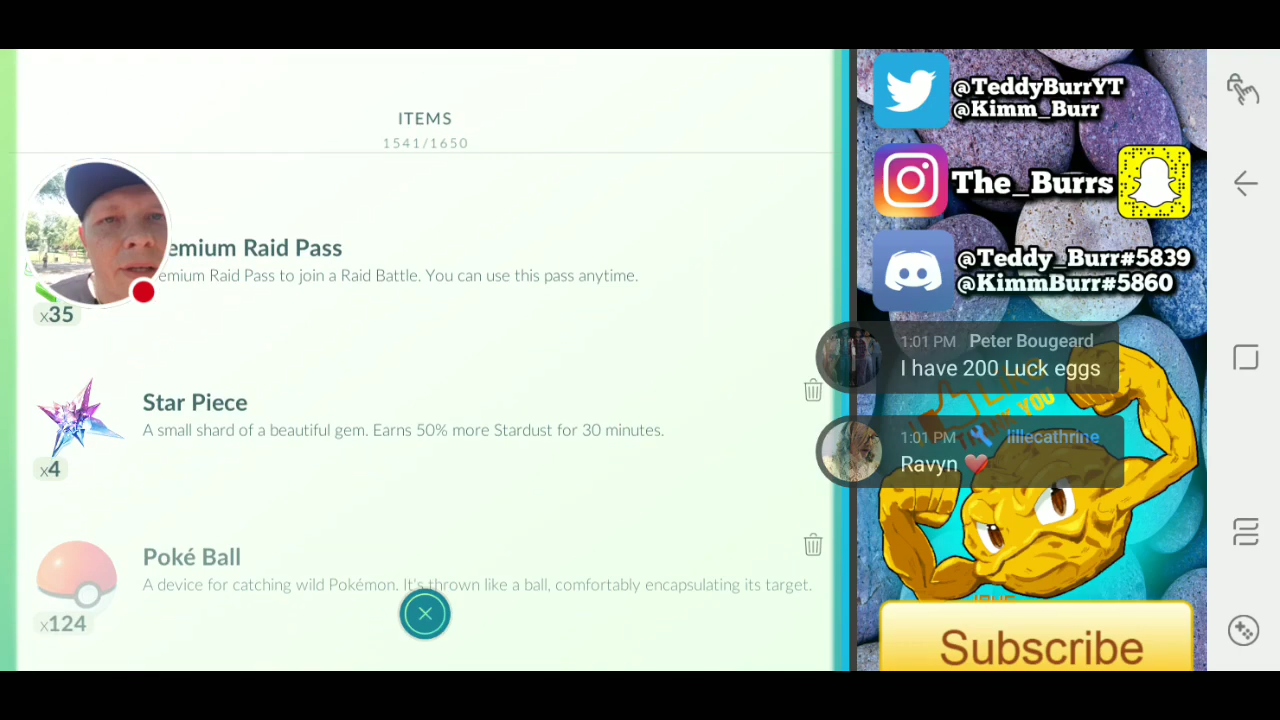 ITEMS
1541/1650
emium Raid Pass
emium Raid Pass to join a Raid Battle. You can use this pass anytime.
x35
Star Piece
A small shard of a beautiful gem. Earns 50% more Stardust for 30 minutes.
x4
Poké Ball
A device for catching wild Pokémon. It's thrown like a ball, comfortably encapsulating its target.
x124
@TeddyBurrYT
@Kimm_Burr
The_Burrs
@Teddy_Burr#5839
@KimmBurr#5860
1:01 PM Peter Bougeard
I have 200 Luck eggs
LIKE
THANK YOU
1:01 PM lillecathrine
Ravyn ❤
Subscribe